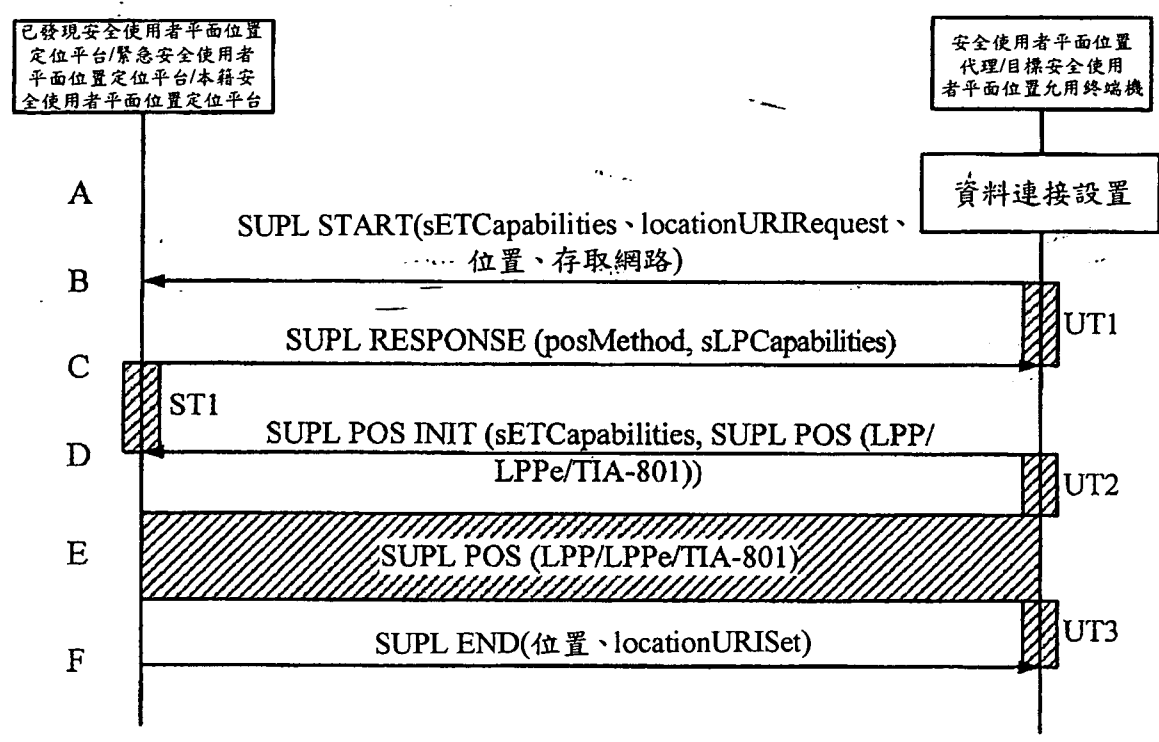 已發現安全使用者平面位置
定位平台/緊急安全使用者
平面位置定位平台/本籍安
全使用者平面位置定位平台
安全使用者平面位置
代理/目標安全使用
者平面位置允用終端機
資料連接設置
A
SUPL START(sETCapabilities、locationURIRequest、
位置、存取網路)
B
UT1
SUPL RESPONSE (posMethod, sLPCapabilities)
C
ST1
SUPL POS INIT (sETCapabilities, SUPL POS (LPP/
LPPe/TIA-801))
D
UT2
E
SUPL POS (LPP/LPPe/TIA-801)
UT3
SUPL END(位置、locationURISet)
F